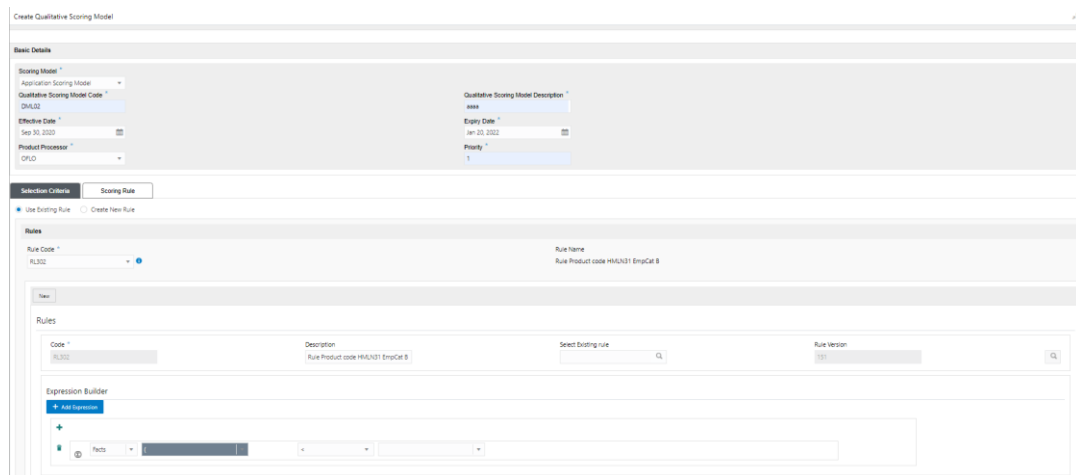 Create Qualitative Scoring Model
Basic Details
Scoring Model *
Application Scoring Model
Qualitative Scoring Model Code *
Qualitative Scoring Model Description *
DML02
aaaa
Effective Date *
Expiry Date *
Sep 30, 2020
Jan 20, 2022
Product Processor *
Priority *
OFLO
1
Selection Criteria
Scoring Rule
Use Existing Rule
Create New Rule
Rules
Rule Code *
Rule Name
RL302
Rule Product code HMLN31 EmpCat B
New
Rules
Code *
Description
Select Existing rule
Rule Version
RL302
Rule Product code HMLN31 EmpCat B
Expression Builder
+ Add Expression
+
Facts
<